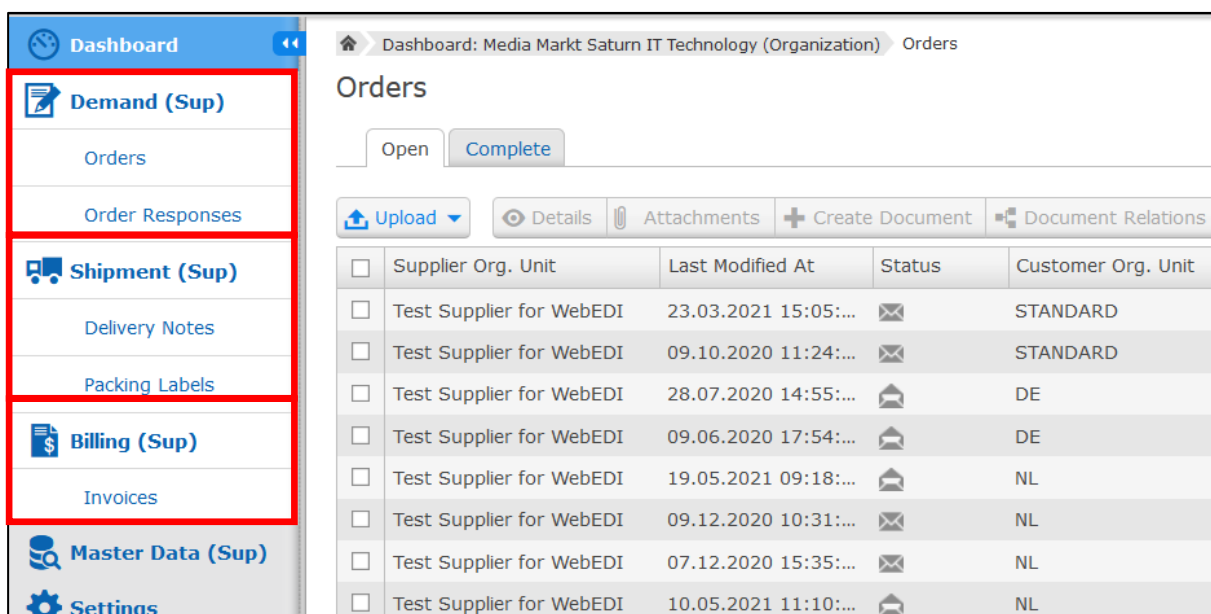 Dashboard
Demand (Sup)
Orders
Order Responses
Shipment (Sup)
Delivery Notes
Packing Labels
Billing (Sup)
Invoices
Master Data (Sup)
Settings
Dashboard: Media Markt Saturn IT Technology (Organization) Orders
Orders
Open Complete
Upload Details Attachments Create Document Document Relations
Supplier Org. Unit Last Modified At Status Customer Org. Unit
Test Supplier for WebEDI 23.03.2021 15:05:... STANDARD
Test Supplier for WebEDI 09.10.2020 11:24:... STANDARD
Test Supplier for WebEDI 28.07.2020 14:55:... DE
Test Supplier for WebEDI 09.06.2020 17:54:... DE
Test Supplier for WebEDI 19.05.2021 09:18:... NL
Test Supplier for WebEDI 09.12.2020 10:31:... NL
Test Supplier for WebEDI 07.12.2020 15:35:... NL
Test Supplier for WebEDI 10.05.2021 11:10:... NL